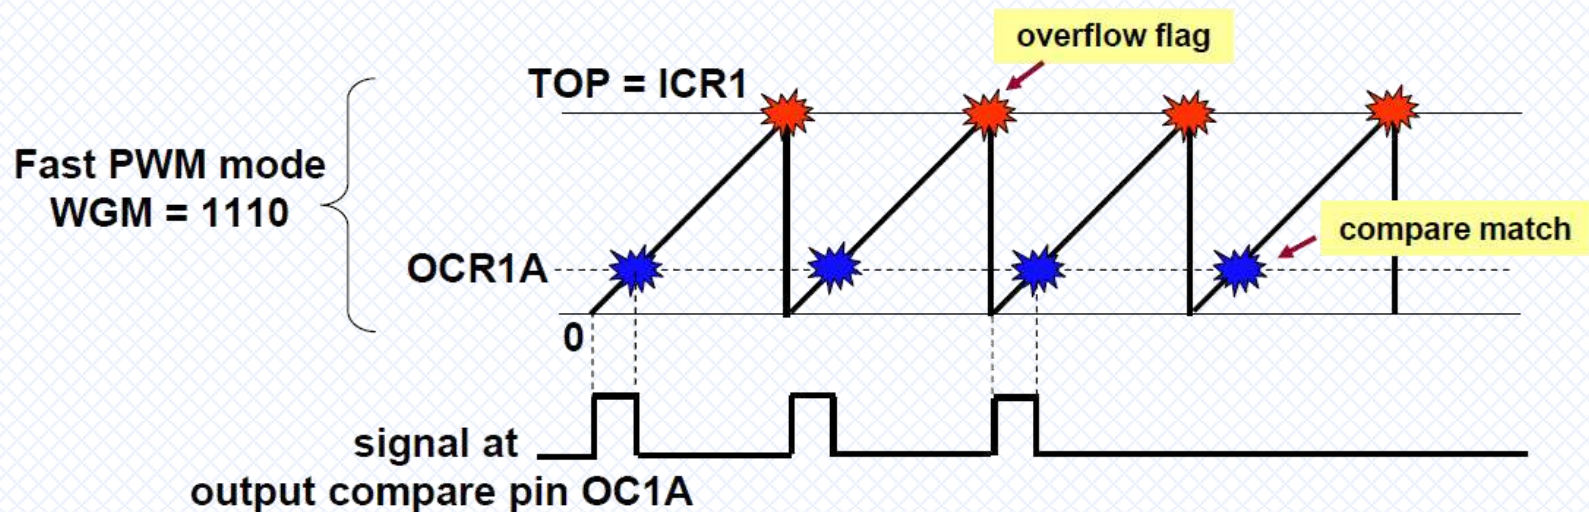 overflow flag
TOP = ICR1
Fast PWM mode
WGM = 1110
compare match
OCR1A
0
signal at
output compare pin OC1A